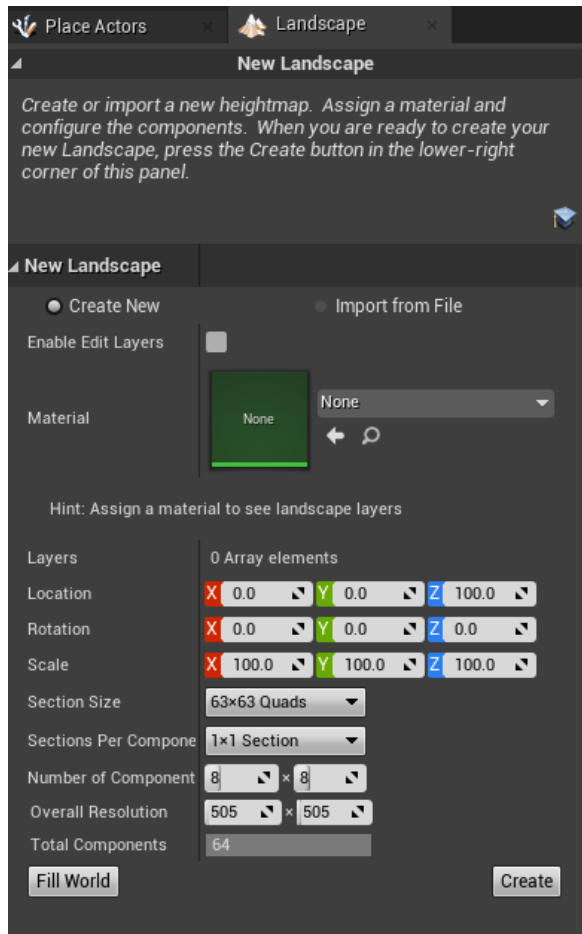 Place Actors × Landscape ×
New Landscape
Create or import a new heightmap. Assign a material and
configure the components. When you are ready to create your
new Landscape, press the Create button in the lower-right
corner of this panel.
New Landscape
Create New Import from File
Enable Edit Layers
Material None None
Hint: Assign a material to see landscape layers
Layers 0 Array elements
Location X 0.0 Y 0.0 Z 100.0
Rotation X 0.0 Y 0.0 Z 0.0
Scale X 100.0 Y 100.0 Z 100.0
Section Size 63×63 Quads
Sections Per Compone 1×1 Section
Number of Component 8 × 8
Overall Resolution 505 × 505
Total Components 64
Fill World Create